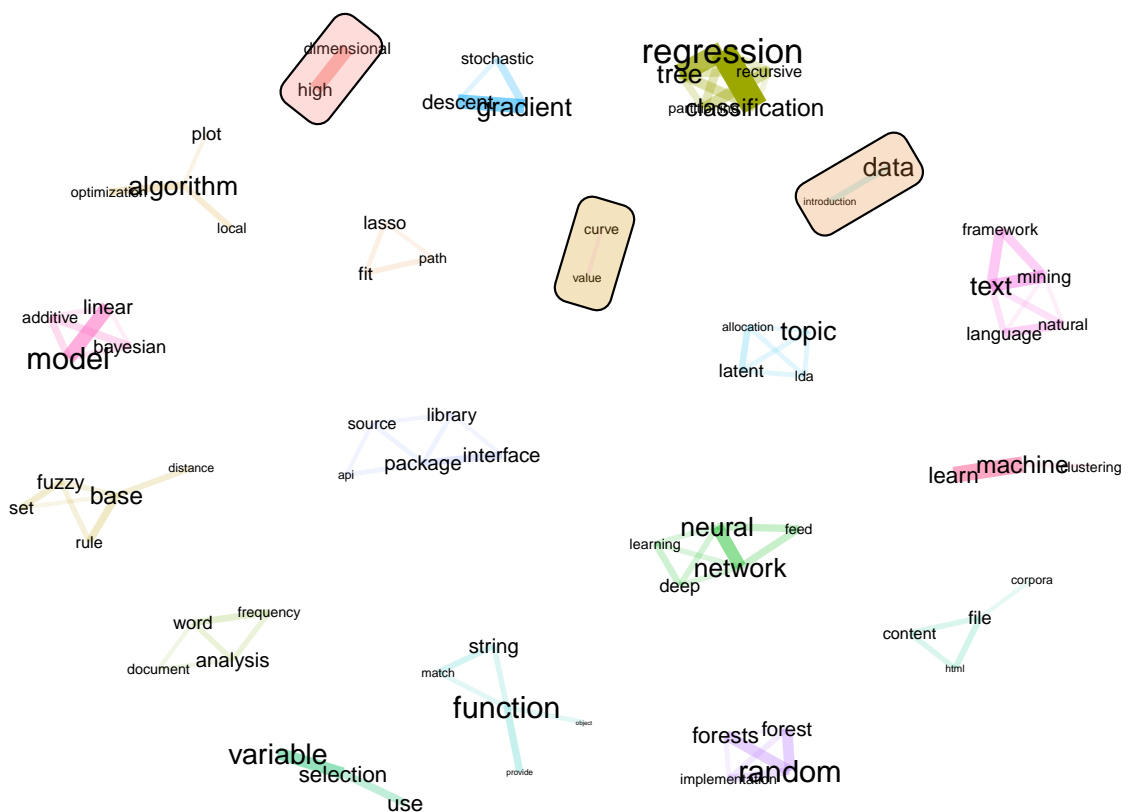 dimensional
high
stochastic
descent
gradient
regression
tree
recursive
partitioning
classification
plot
optimization
algorithm
local
lasso
path
fit
curve
value
data
introduction
framework
text
mining
language
natural
additive
linear
bayesian
model
allocation
topic
latent
lda
source
library
api
package
interface
fuzzy
distance
set
base
rule
learn
machine
clustering
neural
feed
learning
network
deep
corpora
content
file
html
word
frequency
document
analysis
string
match
function
object
provide
variable
selection
use
forests
forest
implementation
random